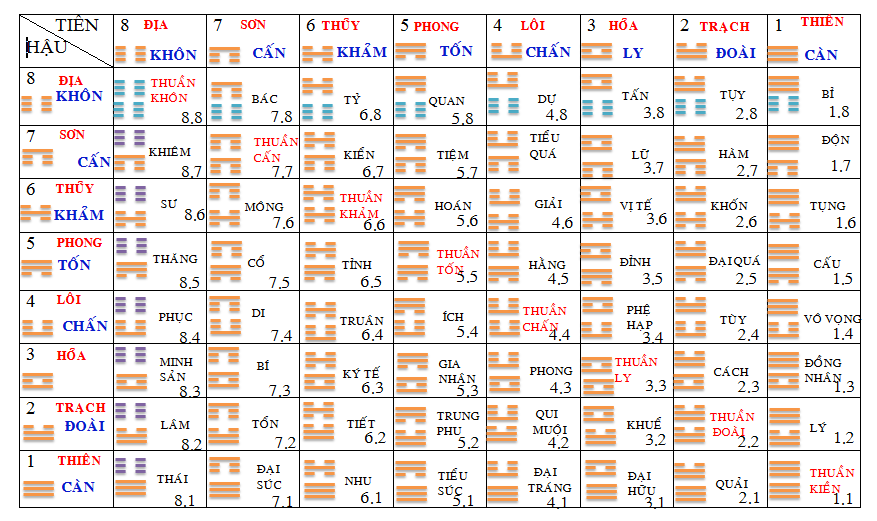 TIÊN
HẬU
8 ĐỊA
KHÔN
7 SƠN
CẤN
6 THỦY
KHẢM
5 PHONG
TỐN
4 LÔI
CHẤN
3 HỎA
LY
2 TRẠCH
ĐOÀI
1 THIÊN
CÀN
8 ĐỊA
KHÔN
THUẦN
KHÔN
8.8
BÁC
7.8
TỶ
6.8
QUAN
5.8
DỰ
4.8
TẤN
3.8
TỤY
2.8
BỈ
1.8
7 SƠN
CẤN
KHIÊM
8.7
THUẦN
CẤN
7.7
KIỂN
6.7
TIỆM
5.7
TIỂU
QUÁ
LỮ
3.7
HÀM
2.7
ĐỘN
1.7
6 THỦY
KHẢM
SƯ
8.6
MÔNG
7.6
THUẦN
KHẢM
6.6
HOÁN
5.6
GIẢI
4.6
VỊ TẾ
3.6
KHỐN
2.6
TỤNG
1.6
5 PHONG
TỐN
THĂNG
8.5
CỔ
7.5
TỈNH
6.5
THUẦN
TỐN
5.5
HẰNG
4.5
ĐỈNH
3.5
ĐẠI QUÁ
2.5
CẤU
1.5
4 LÔI
CHẤN
PHỤC
8.4
DI
7.4
TRUÂN
6.4
ÍCH
5.4
THUẦN
CHẤN
4.4
PHỆ
HẠP
3.4
TÙY
2.4
VÔ VỌNG
1.4
3 HỎA
MINH
SẢN
8.3
BÍ
7.3
KÝ TẾ
6.3
GIA
NHÂN
5.3
PHONG
4.3
THUẦN
LY
3.3
CÁCH
2.3
ĐỒNG
NHÂN
1.3
2 TRẠCH
ĐOÀI
LÂM
8.2
TỔN
7.2
TIẾT
6.2
TRUNG
PHU
5.2
QUI
MUỘI
4.2
KHUỂ
3.2
THUẦN
ĐOÀI
2.2
LÝ
1.2
1 THIÊN
CÀN
THÁI
8.1
ĐẠI
SÚC
7.1
NHU
6.1
TIỂU
SÚC
5.1
ĐẠI
TRÁNG
4.1
ĐẠI
HỮU
3.1
QUẢI
2.1
THUẦN
KIÊN
1.1